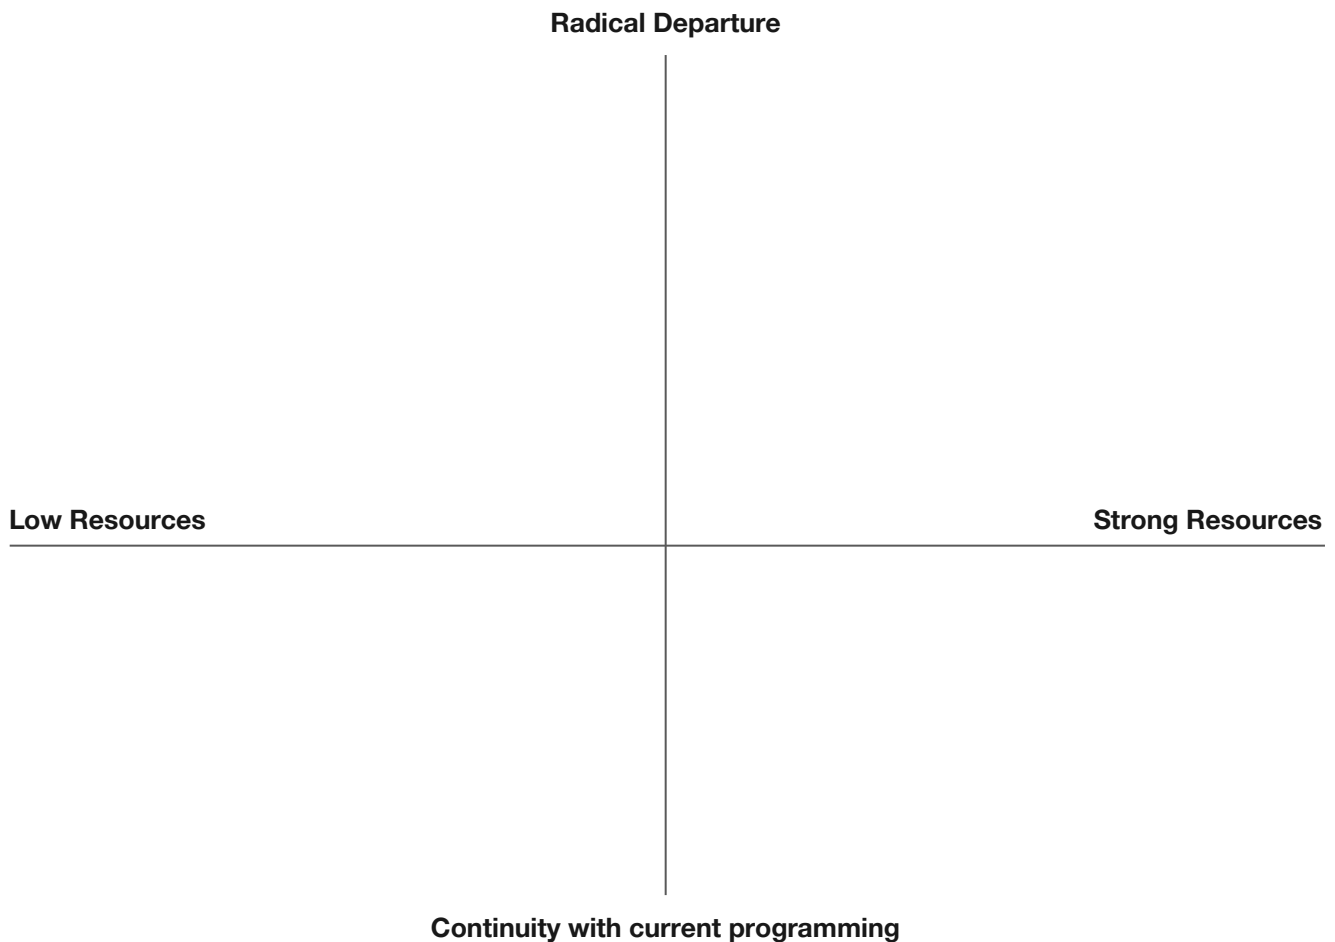 Radical Departure
Low Resources
Strong Resources
Continuity with current programming